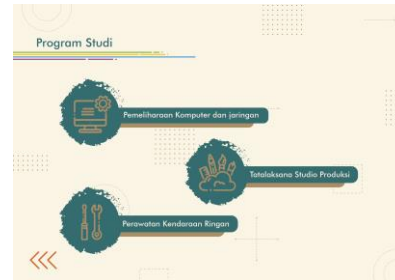 Program Studi
Pemeliharaan Komputer dan jaringan
Tatalaksana Studio Produksi
Perawatan Kendaraan Ringan